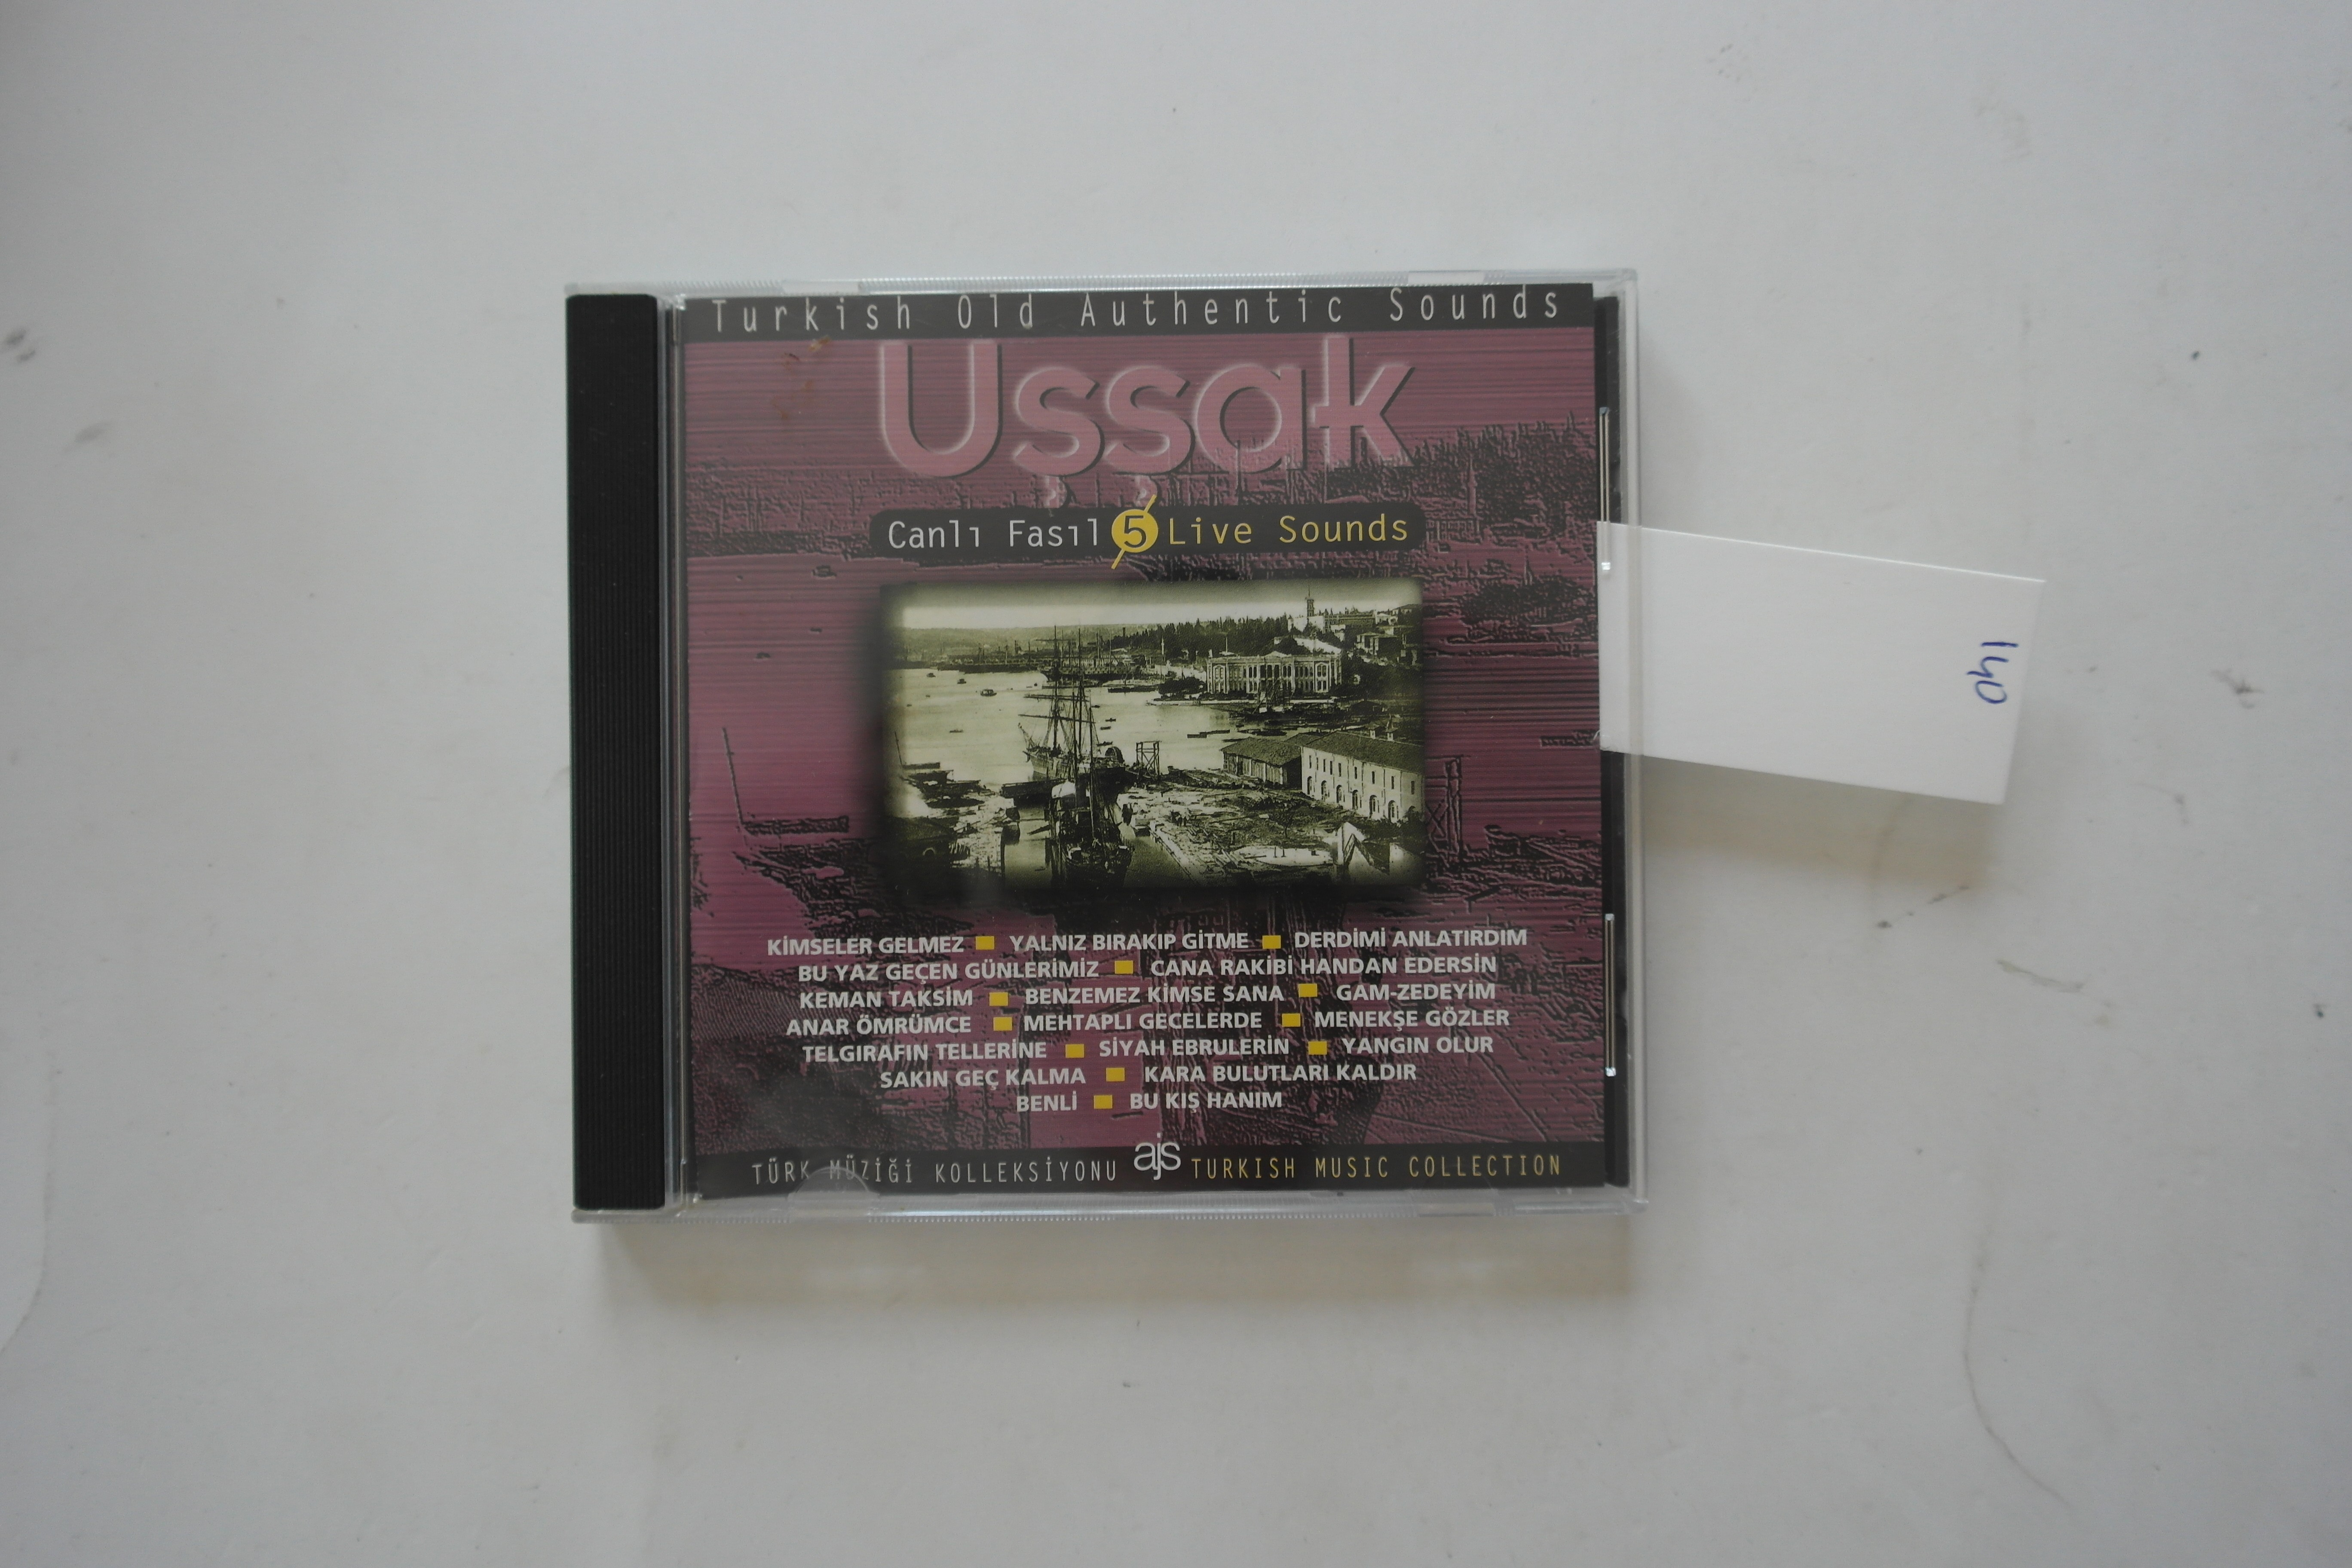 Turkish Old Authentic Sounds
Uşşak
Canlı Fasıl 5 Live Sounds
KİMSELER GELMEZ YALNIZ BIRAKIP GİTME DERDİMİ ANLATIRDIM
BU YAZ GEÇEN GÜNLERİMİZ CANA RAKİBİ HANDAN EDERSİN
KEMAN TAKSİM BENZEMEZ KİMSE SANA GAM-ZEDEYİM
ANAR ÖMRÜMCE MEHTAPLI GECELERDE MENEKŞE GÖZLER
TELGIRAFIN TELLERİNE SİYAH EBRULERİN YANGIN OLUR
SAKIN GEÇ KALMA KARA BULUTLARI KALDIR
BENLİ BU KIŞ HANIM
TÜRK MÜZİĞİ KOLLEKSİYONU ajs TURKISH MUSIC COLLECTION
140